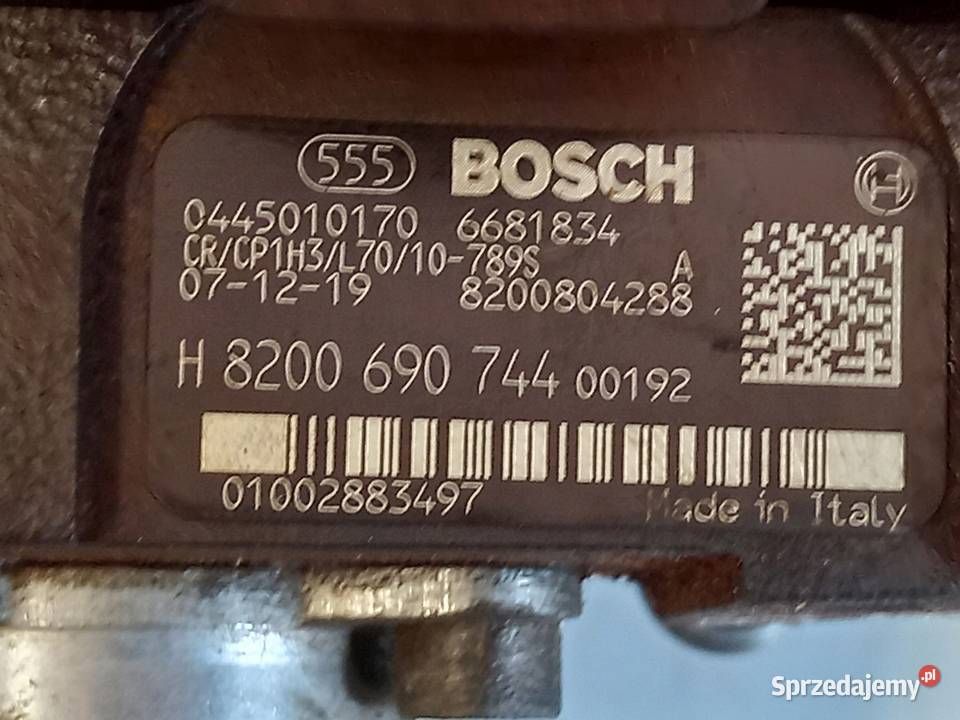 555 BOSCH H
0445010170 6681834
CR/CP1H3/L70/10-789S A
07-12-19 8200804288
H 8200 690 744 00192
01002883497 Made in Italy
Sprzedajemy.pl